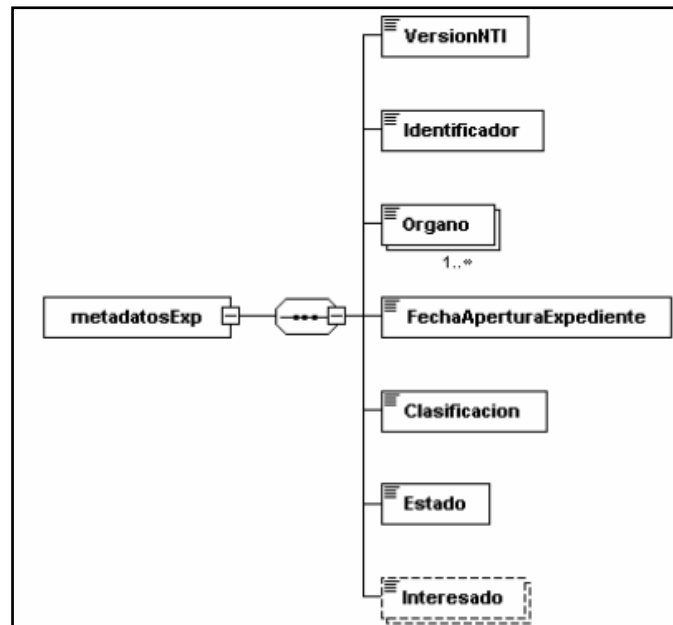 VersionNTI
Identificador
Organo
1..∞
metadatosExp
FechaAperturaExpediente
Clasificacion
Estado
Interesado